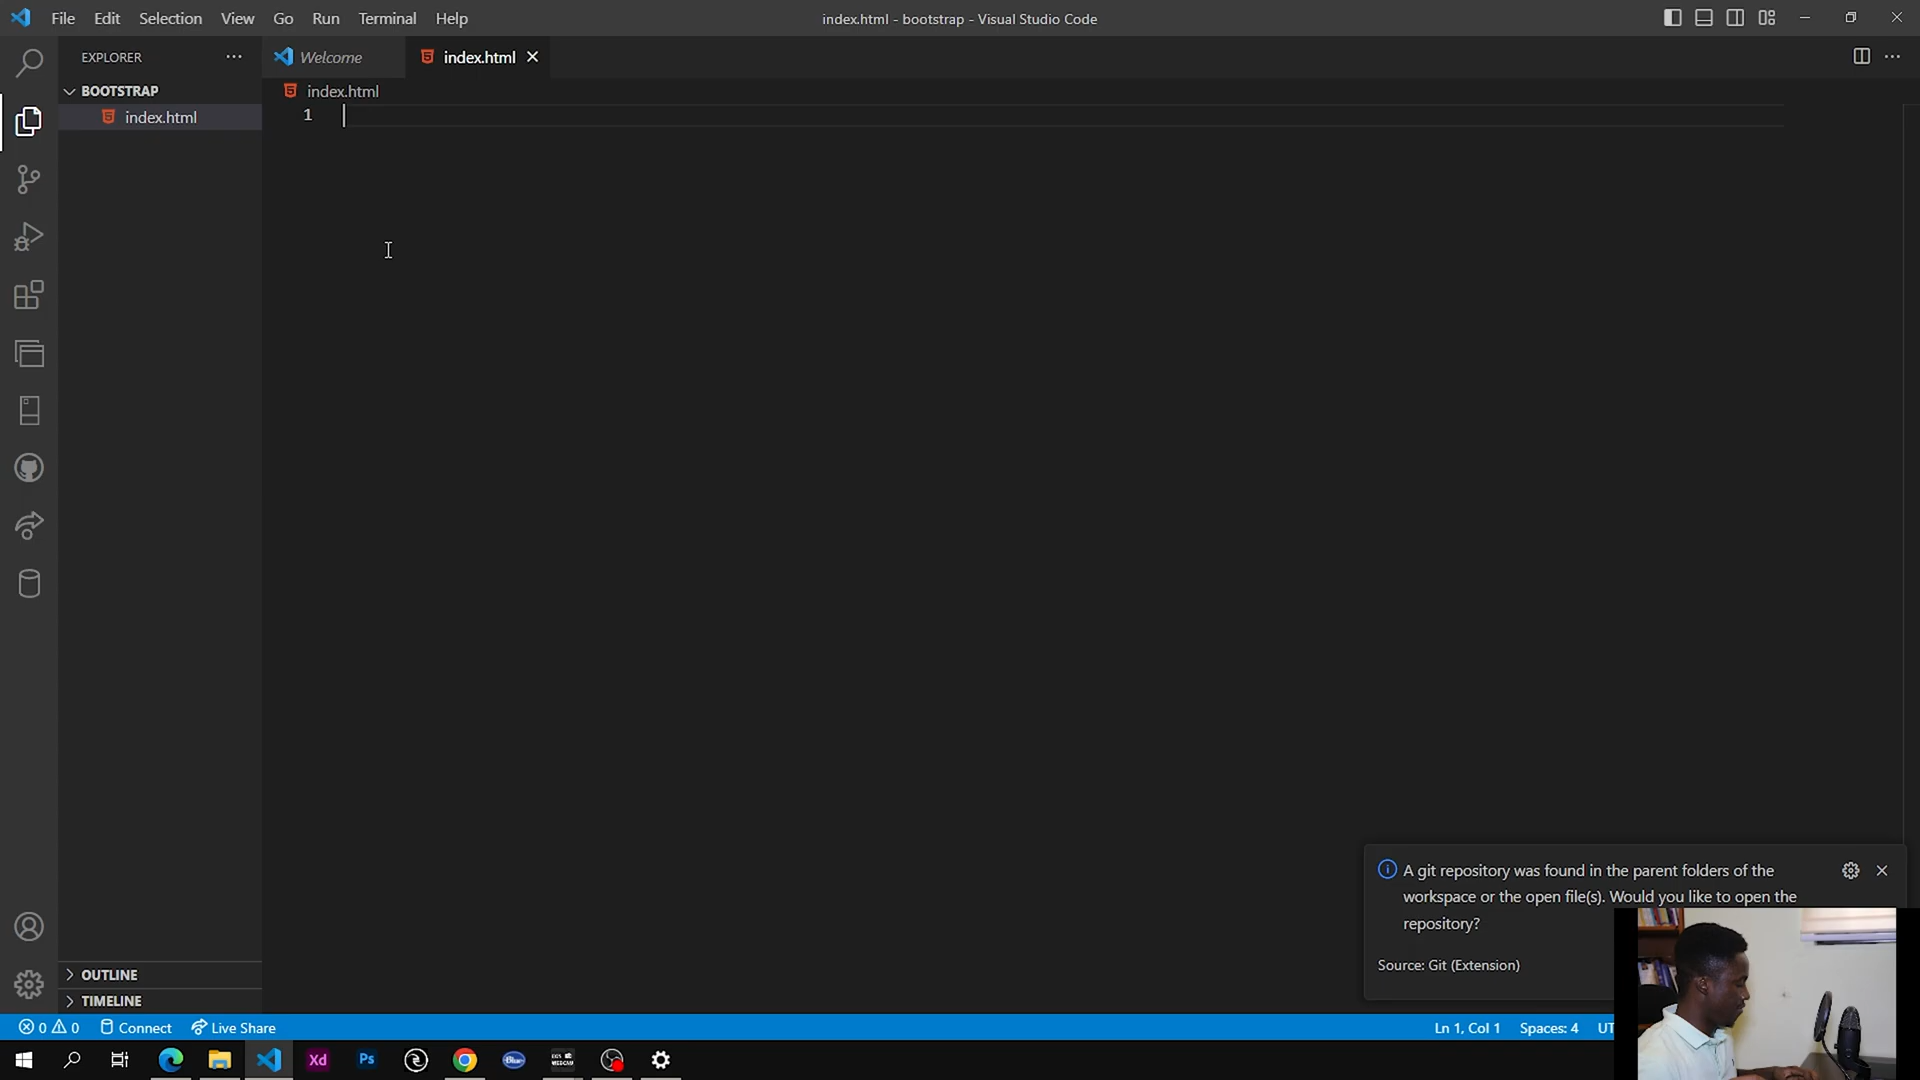 File Edit Selection View Go Run Terminal Help
index.html - bootstrap - Visual Studio Code
EXPLORER
Welcome
index.html
BOOTSTRAP
index.html
index.html
1
A git repository was found in the parent folders of the
workspace or the open file(s). Would you like to open the
repository?
Source: Git (Extension)
OUTLINE
TIMELINE
0 0 Connect Live Share
Ln 1, Col 1 Spaces: 4 UT
Xd Ps Blue